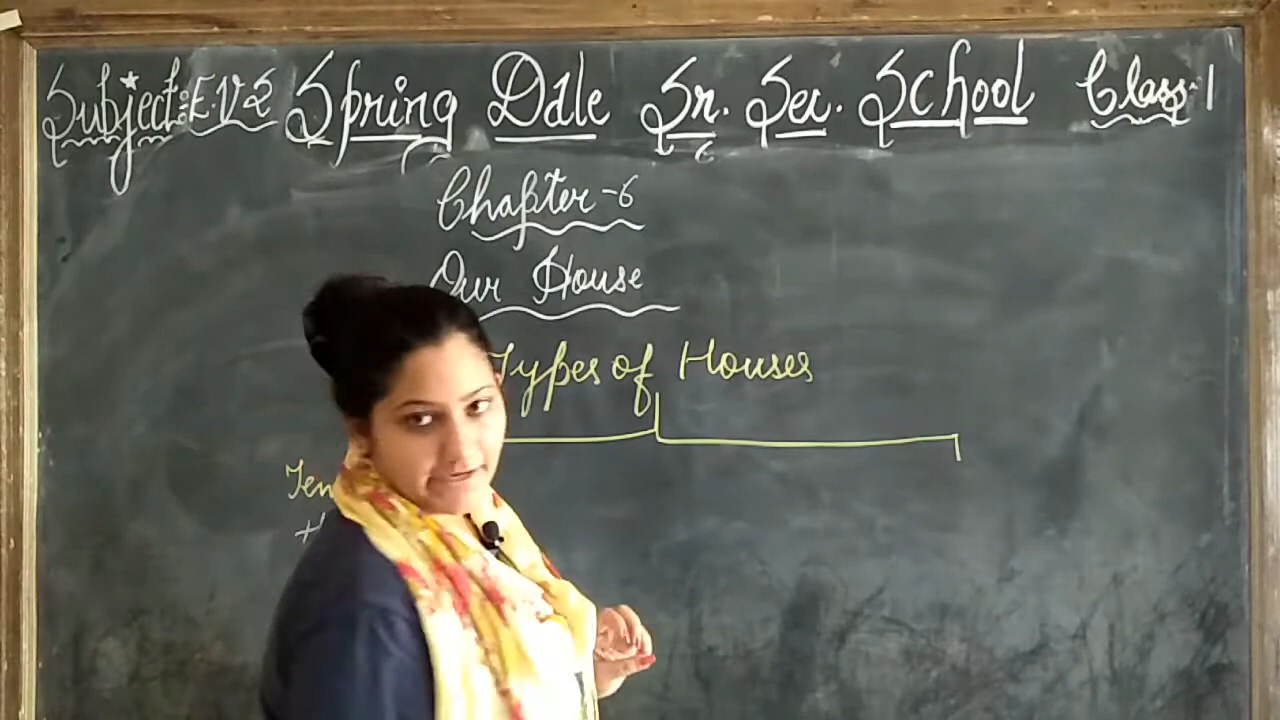 Subject:E.V.S Spring Dale Sr. Sec. School Class-1
Chapter-6
Our House
Types of Houses